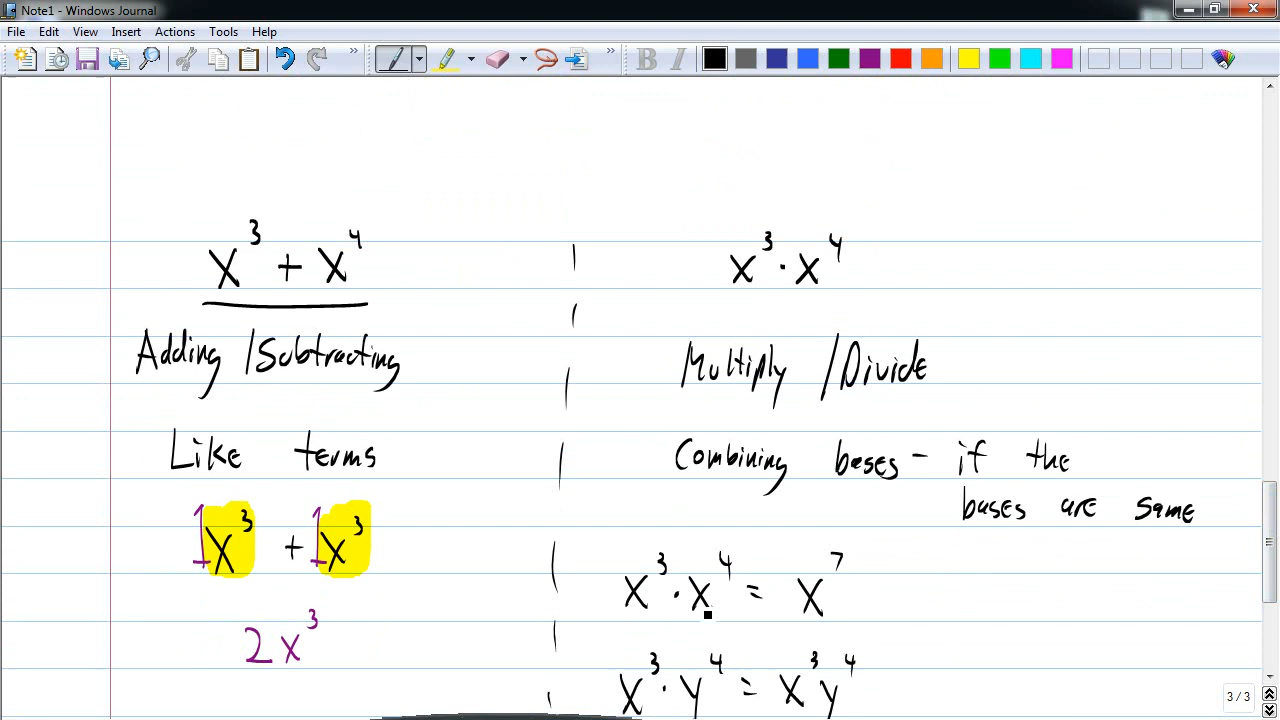 Note1 - Windows Journal
File Edit View Insert Actions Tools Help
» » B I
x³ + x⁴
Adding / Subtracting
Like terms
1x³ + 1x³
2x³
x³ · x⁴
Multiply / Divide
Combining bases - if the
bases are same
x³ · x⁴ = x⁷
x³ · y⁴ = x³y⁴
3 / 3